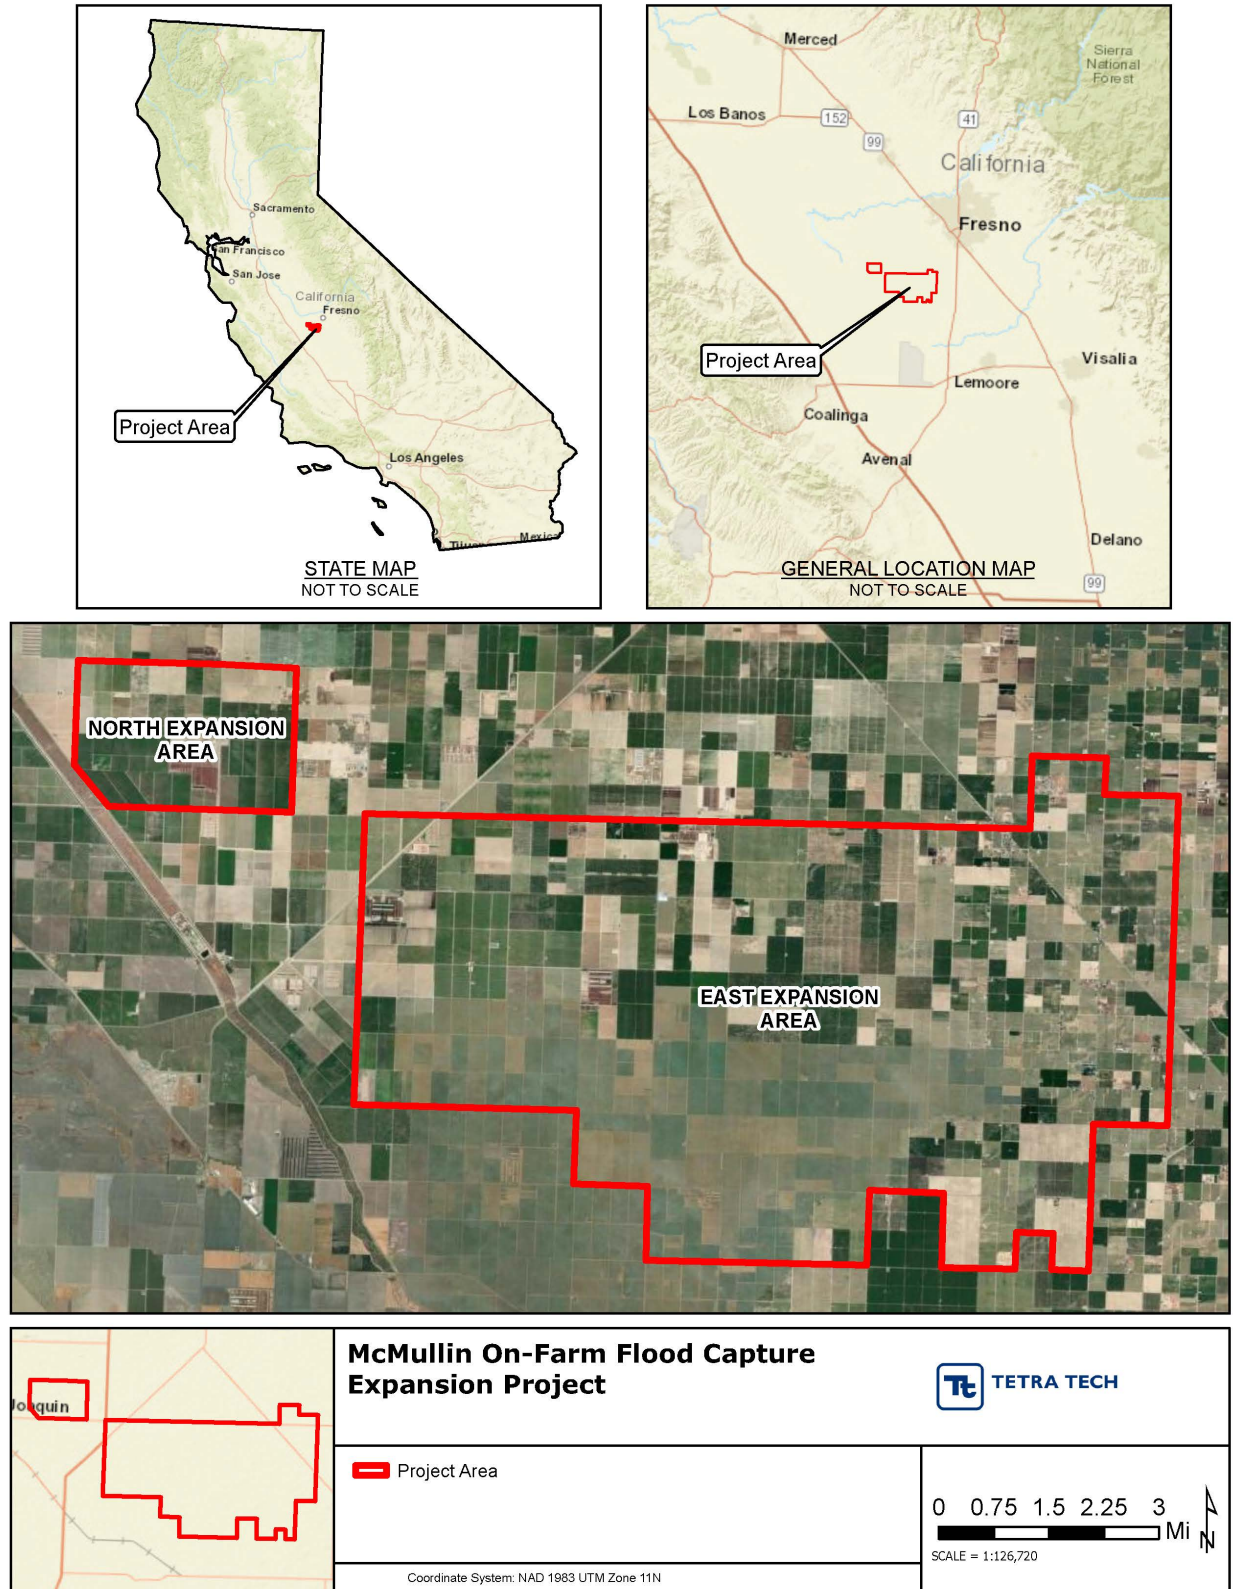 Sacramento
San Francisco
San Jose
California
Fresno
Project Area
Los Angeles
Mexico
STATE MAP
NOT TO SCALE
Merced
Sierra
National
Forest
Los Banos
152
41
99
California
Fresno
Project Area
Visalia
Lemoore
Coalinga
Avenal
Delano
GENERAL LOCATION MAP
NOT TO SCALE
99
NORTH EXPANSION
AREA
EAST EXPANSION
AREA
Joaquin
McMullin On-Farm Flood Capture
Expansion Project
Tt TETRA TECH
Project Area
0 0.75 1.5 2.25 3
Mi
N
SCALE = 1:126,720
Coordinate System: NAD 1983 UTM Zone 11N